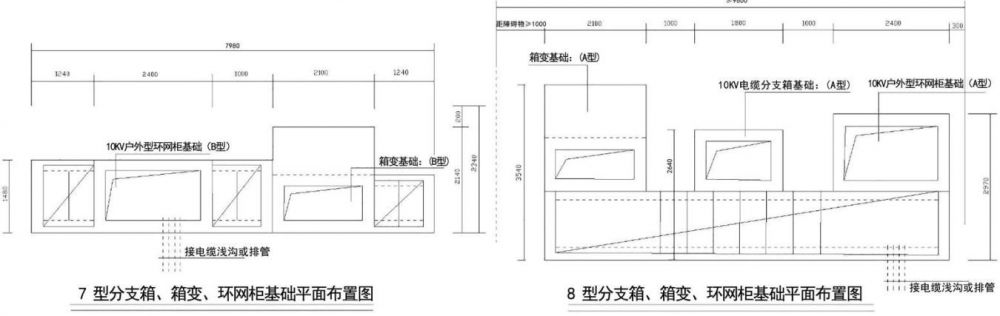 7980
1240
2400
1000
2100
1240
200
2140
2240
1480
10KV户外型环网柜基础(B型)
箱变基础:(B型)
接电缆浅沟或排管
7 型分支箱、箱变、环网柜基础平面布置图
≥9800
距障碍物≥1000
2100
1000
1800
1000
2400
300
箱变基础:(A型)
10KV电缆分支箱基础:(A型)
10KV户外型环网柜基础(A型)
3540
2640
2970
接电缆浅沟或排管
8 型分支箱、箱变、环网柜基础平面布置图